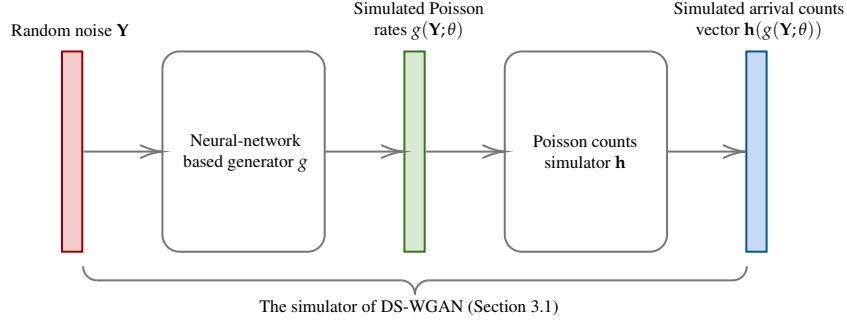 Random noise Y
Simulated Poisson
rates g(Y;θ)
Simulated arrival counts
vector h(g(Y;θ))
Neural-network
based generator g
Poisson counts
simulator h
The simulator of DS-WGAN (Section 3.1)